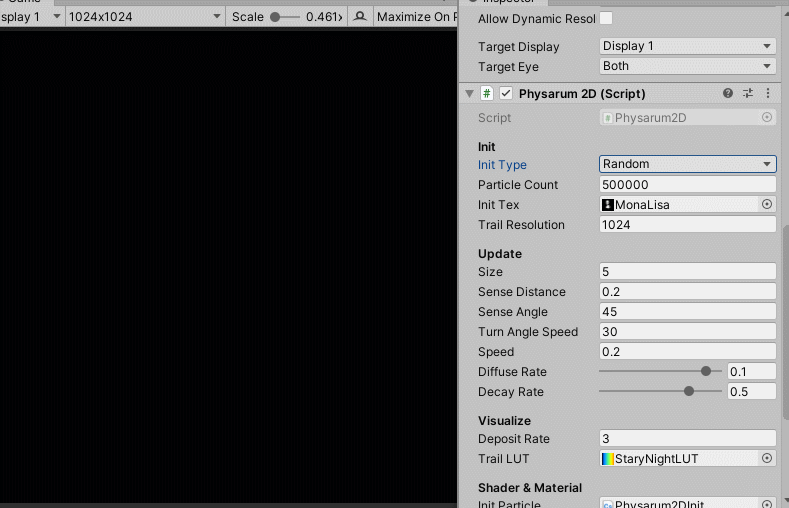 splay 1 1024x1024 Scale 0.461x Maximize On P
Inspector
Allow Dynamic Resol
Target Display Display 1
Target Eye Both
Physarum 2D (Script)
Script Physarum2D
Init
Init Type Random
Particle Count 500000
Init Tex MonaLisa
Trail Resolution 1024
Update
Size 5
Sense Distance 0.2
Sense Angle 45
Turn Angle Speed 30
Speed 0.2
Diffuse Rate 0.1
Decay Rate 0.5
Visualize
Deposit Rate 3
Trail LUT StaryNightLUT
Shader & Material
Init Particle Physarum2DInit